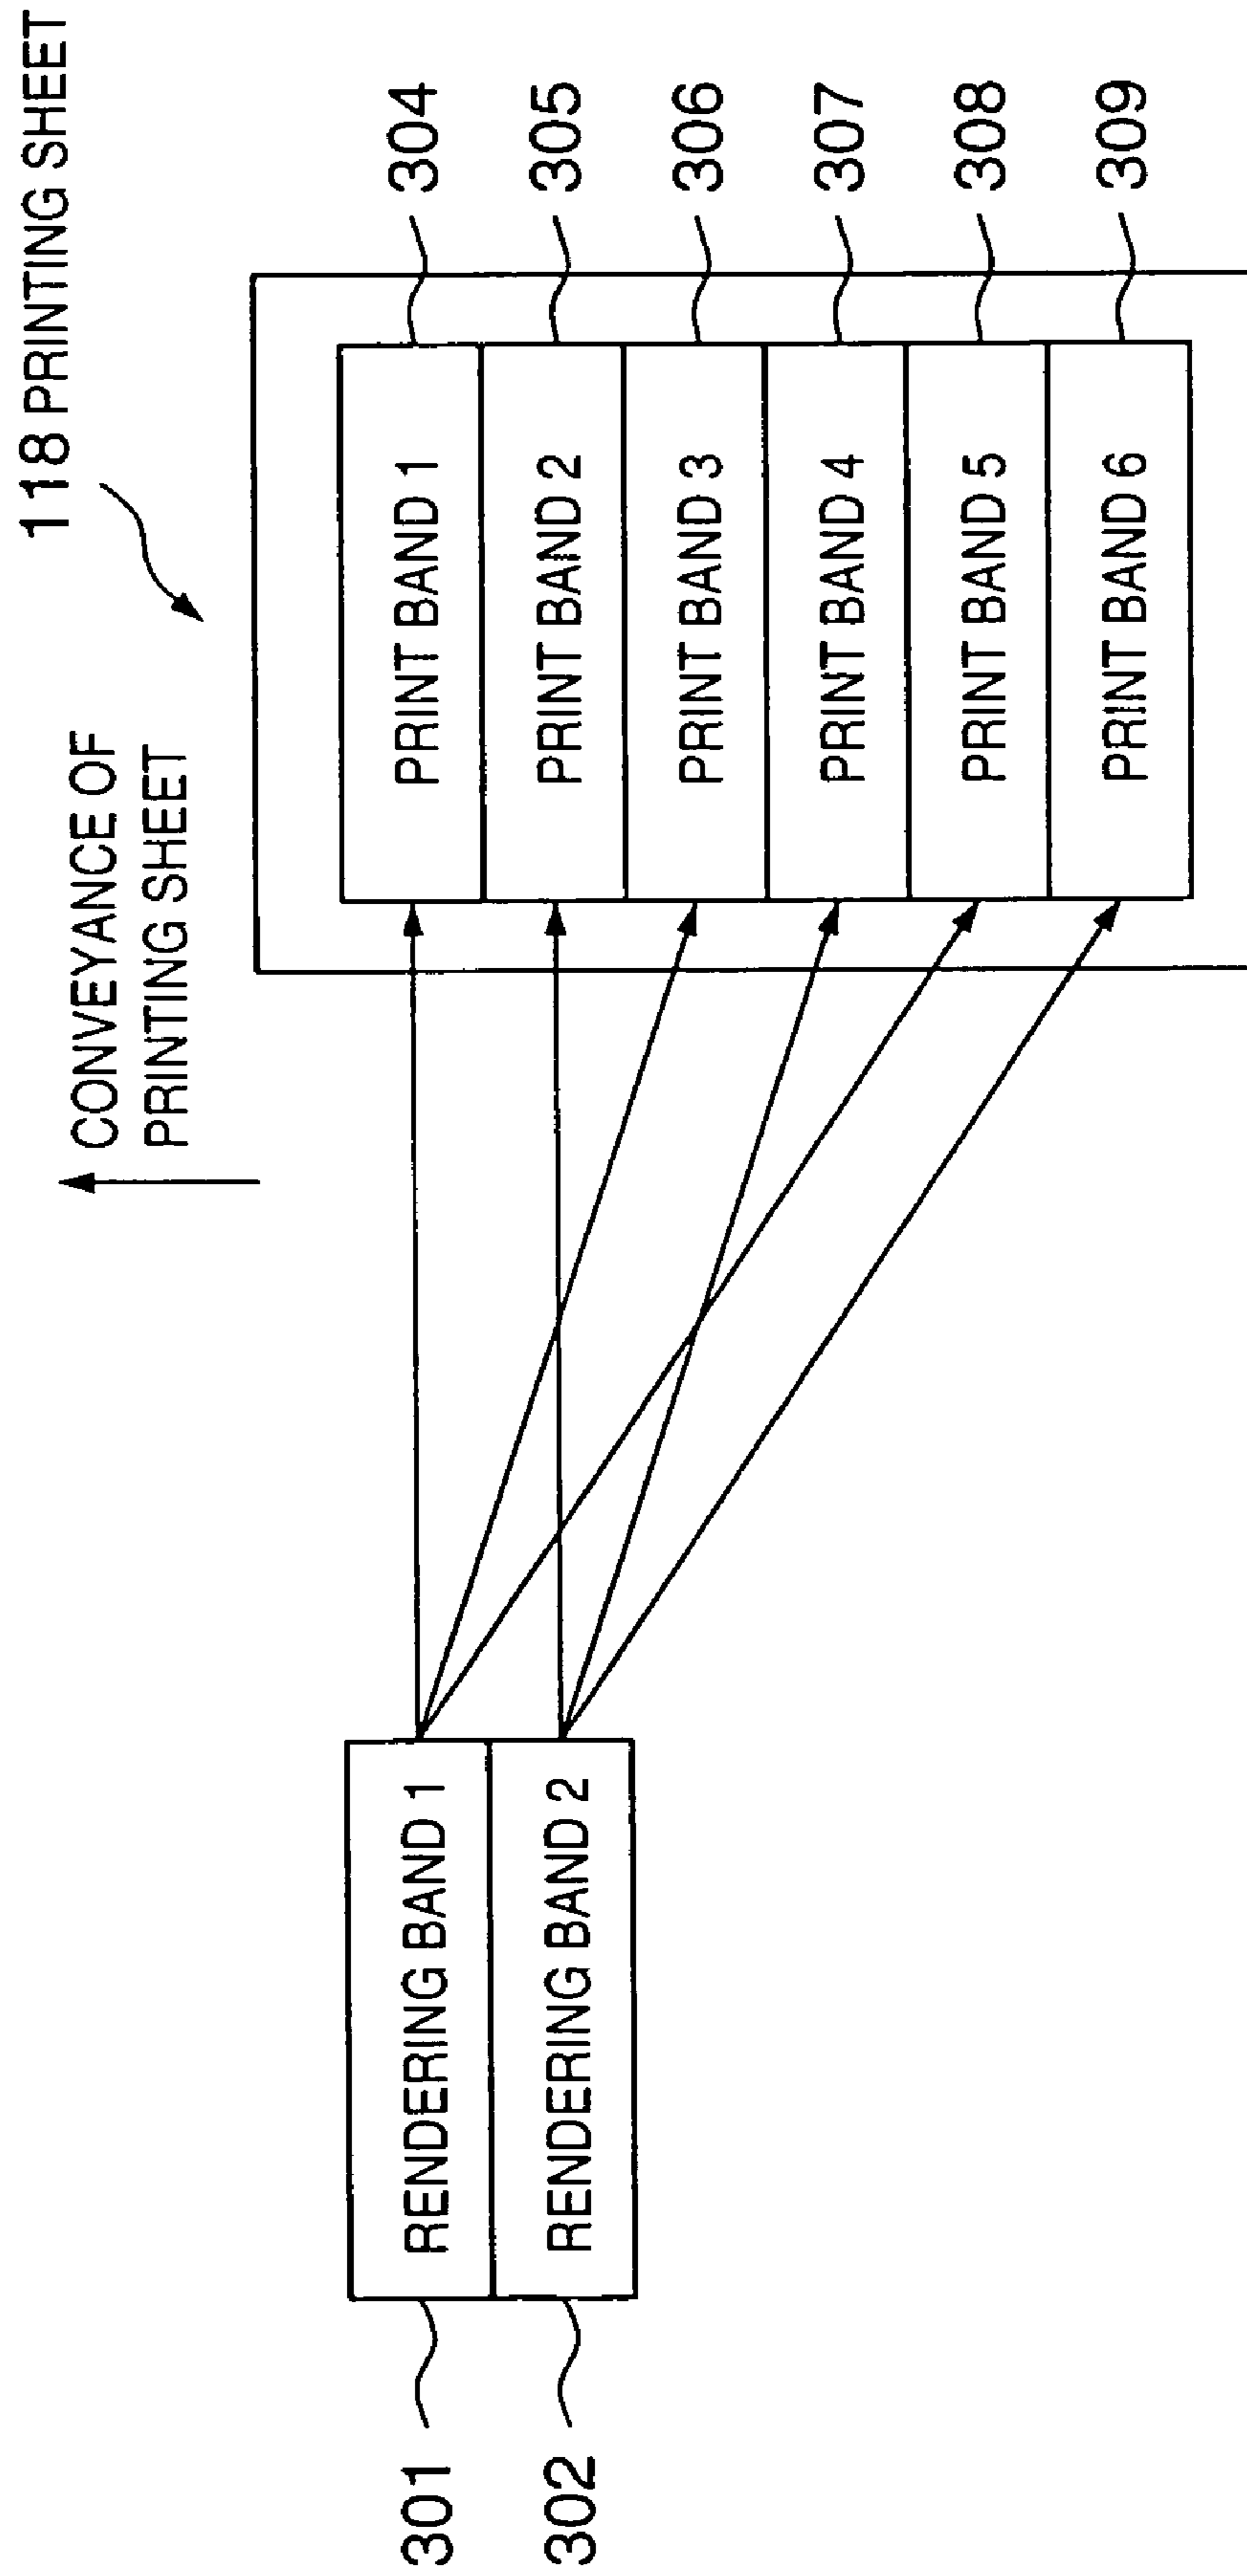 118 PRINTING SHEET
CONVEYANCE OF
PRINTING SHEET
301
RENDERING BAND 1
PRINT BAND 1
304
302
RENDERING BAND 2
PRINT BAND 2
305
PRINT BAND 3
306
PRINT BAND 4
307
PRINT BAND 5
308
PRINT BAND 6
309